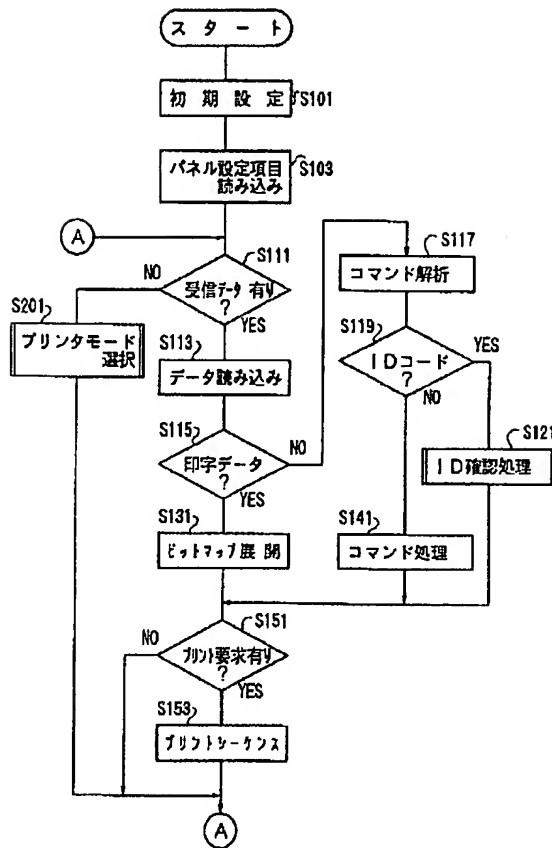 スタート
初期設定
S101
パネル設定項目
読み込み
S103
A
S111
NO
受信データ有り
?
YES
S117
コマンド解析
S201
プリンタモード
選択
S113
データ読み込み
S119
IDコード
?
YES
NO
S115
印字データ
?
NO
YES
S121
ID確認処理
S131
ビットマップ展開
S141
コマンド処理
S151
NO
プリント要求有り
?
YES
S153
プリントシーケンス
A